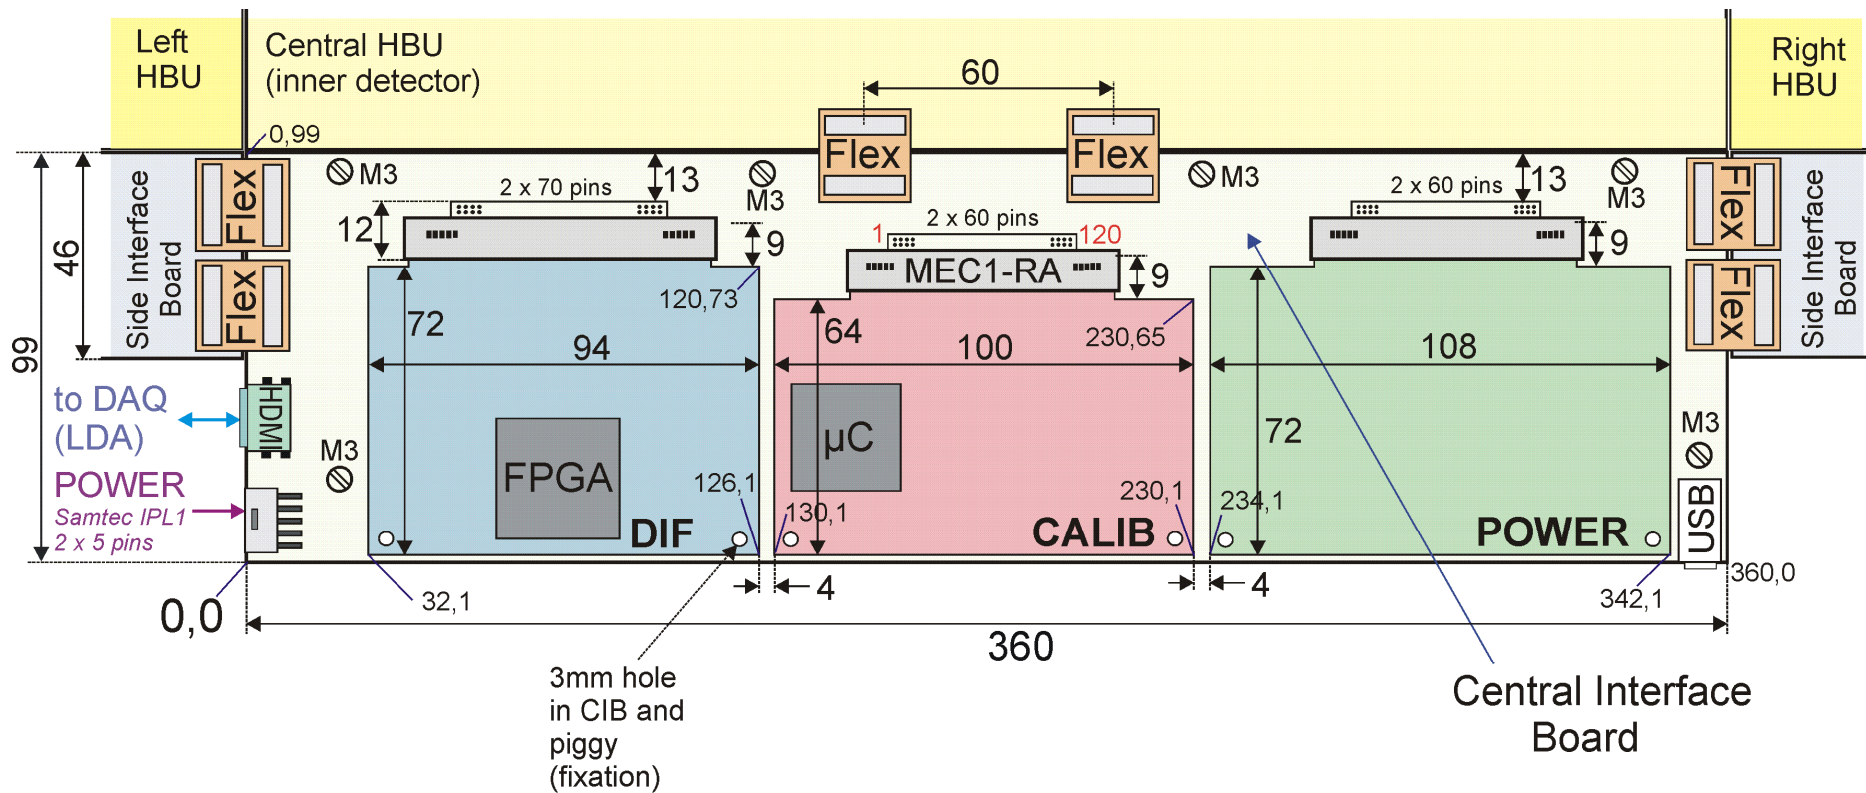 Left
HBU
Central HBU
(inner detector)
Right
HBU
60
0,99
M3
13
M3
Flex
Flex
M3
13
M3
2 x 70 pins
2 x 60 pins
2 x 60 pins
1
120
12
9
9
MEC1-RA
9
Side Interface
Board
Flex
Flex
Flex
Flex
Side Interface
Board
46
99
120,73
230,65
72
64
94
100
108
72
to DAQ
(LDA)
HDMI
M3
M3
FPGA
µC
POWER
Samtec IPL1
2 x 5 pins
126,1
130,1
230,1
234,1
DIF
CALIB
POWER
USB
0,0
32,1
4
4
342,1
360,0
360
3mm hole
in CIB and
piggy
(fixation)
Central Interface
Board